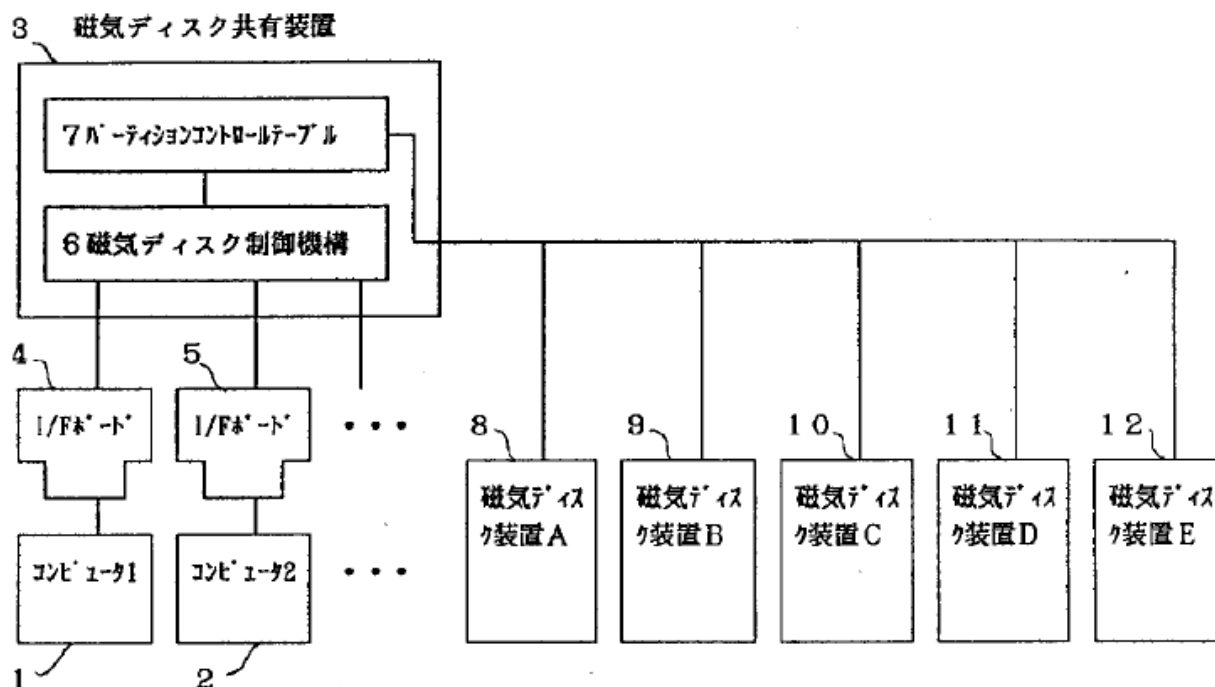 3 磁気ディスク共有装置
7ﾊﾟｰﾃｨｼｮﾝｺﾝﾄﾛｰﾙﾃｰﾌﾞﾙ
6磁気ディスク制御機構
4
5
I/Fﾎﾞｰﾄﾞ
I/Fﾎﾞｰﾄﾞ
・・・
8
9
10
11
12
磁気ディス
ｸ装置A
磁気ディス
ｸ装置B
磁気ディス
ｸ装置C
磁気ディス
ｸ装置D
磁気ディス
ｸ装置E
ｺﾝﾋﾟｭｰﾀ1
ｺﾝﾋﾟｭｰﾀ2
・・・
1
2